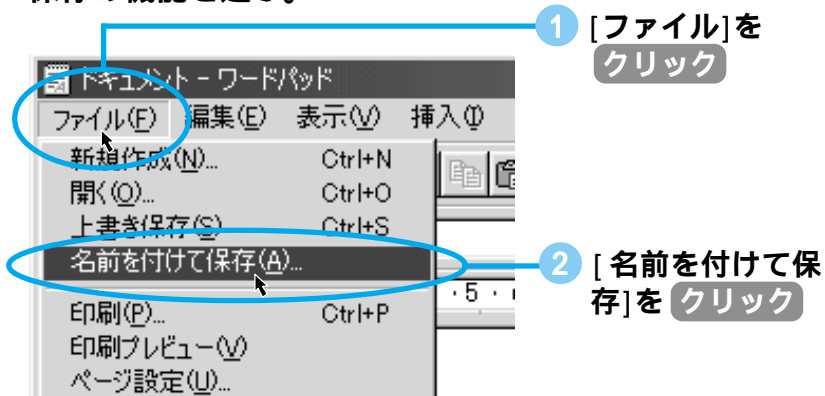 保存の機能を選ぶ。
1 [ファイル]を
クリック
ドキュメント - ワードパッド
ファイル(F) 編集(E) 表示(V) 挿入(I)
新規作成(N)... Ctrl+N
開く(O)... Ctrl+O
上書き保存(S) Ctrl+S
名前を付けて保存(A)...
2 [名前を付けて保
存]を クリック
・5・
印刷(P)... Ctrl+P
印刷プレビュー(V)
ページ設定(U)...